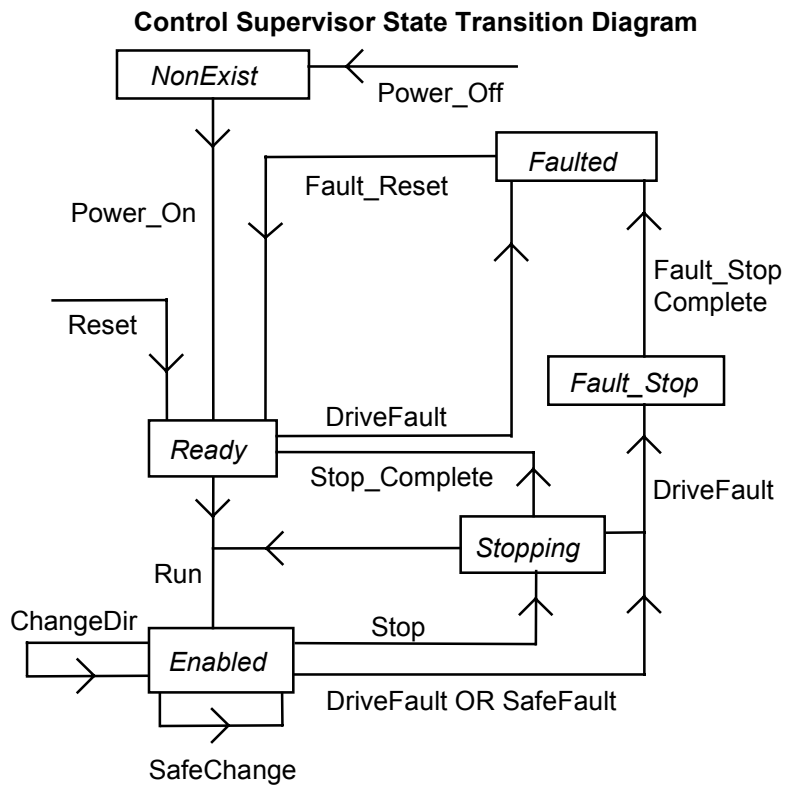 Control Supervisor State Transition Diagram
NonExist
Power_Off
Faulted
Fault_Reset
Power_On
Fault_Stop
Complete
Reset
Fault_Stop
DriveFault
Ready
Stop_Complete
DriveFault
Stopping
Run
ChangeDir
Stop
Enabled
DriveFault OR SafeFault
SafeChange